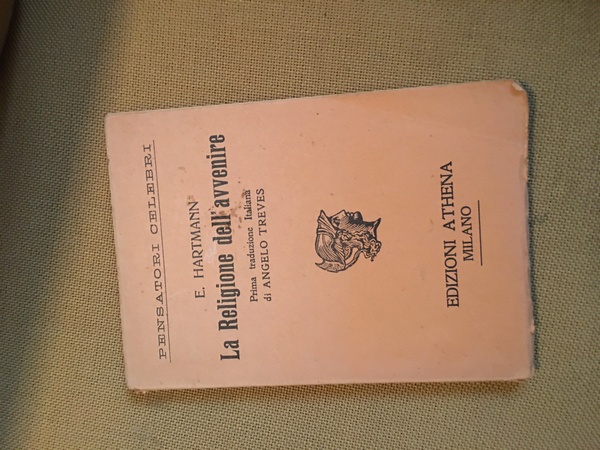 PENSATORI CELEBRI
E. HARTMANN
La Religione dell'avvenire
Prima traduzione Italiana
di ANGELO TREVES
EDIZIONI ATHENA
MILANO